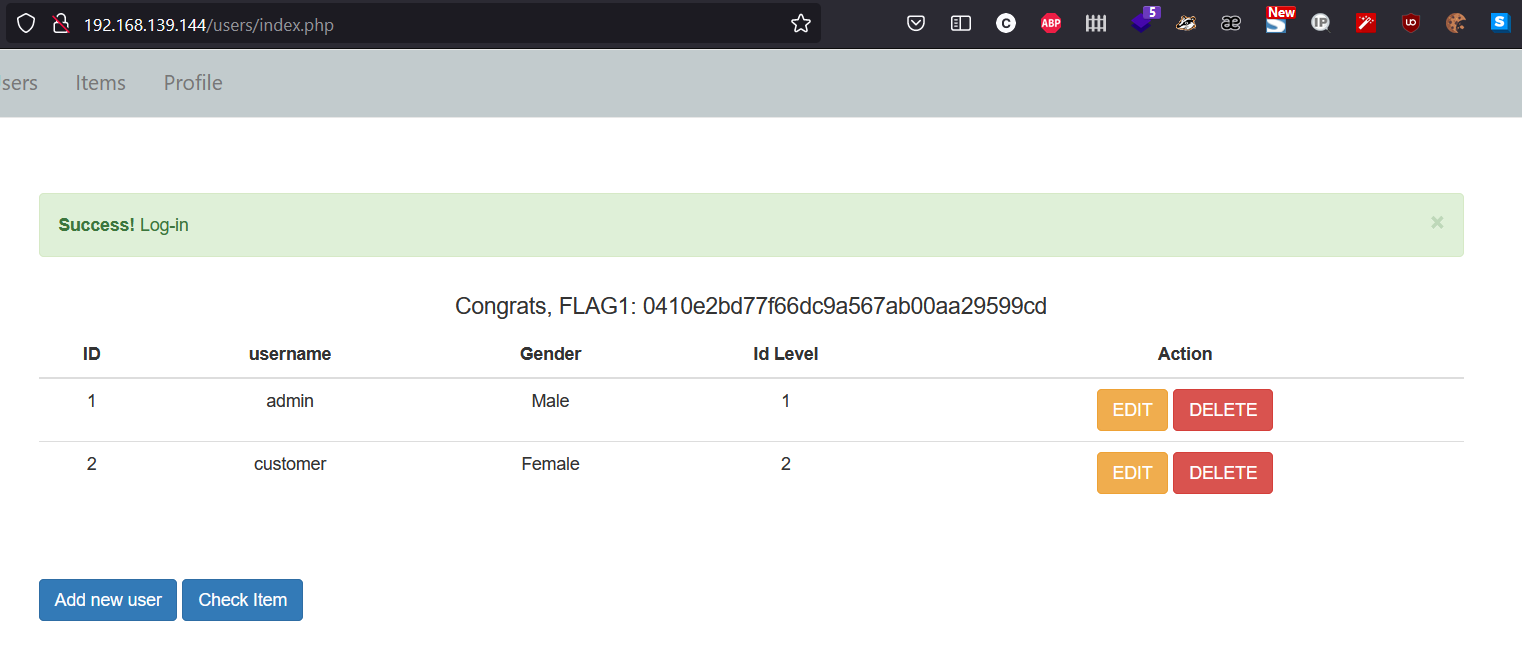 192.168.139.144/users/index.php
C ABP 5 æ New S IP UD S
sers Items Profile
Success! Log-in ×
Congrats, FLAG1: 0410e2bd77f66dc9a567ab00aa29599cd
ID username Gender Id Level Action
1 admin Male 1 EDIT DELETE
2 customer Female 2 EDIT DELETE
Add new user Check Item